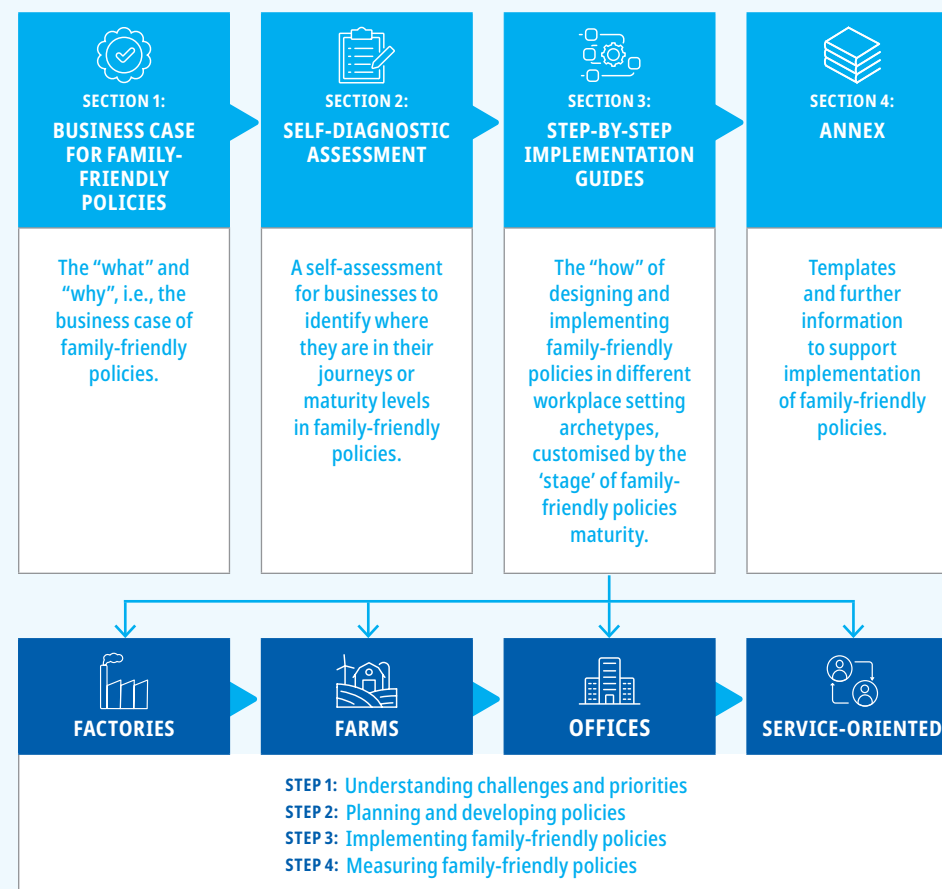 SECTION 1:
BUSINESS CASE
FOR FAMILY-
FRIENDLY
POLICIES
The “what” and
“why”, i.e., the
business case of
family-friendly
policies.
SECTION 2:
SELF-DIAGNOSTIC
ASSESSMENT
A self-assessment
for businesses to
identify where
they are in their
journeys or
maturity levels
in family-friendly
policies.
SECTION 3:
STEP-BY-STEP
IMPLEMENTATION
GUIDES
The “how” of
designing and
implementing
family-friendly
policies in different
workplace setting
archetypes,
customised by the
‘stage’ of family-
friendly policies
maturity.
SECTION 4:
ANNEX
Templates
and further
information
to support
implementation
of family-friendly
policies.
FACTORIES
FARMS
OFFICES
SERVICE-ORIENTED
STEP 1: Understanding challenges and priorities
STEP 2: Planning and developing policies
STEP 3: Implementing family-friendly policies
STEP 4: Measuring family-friendly policies